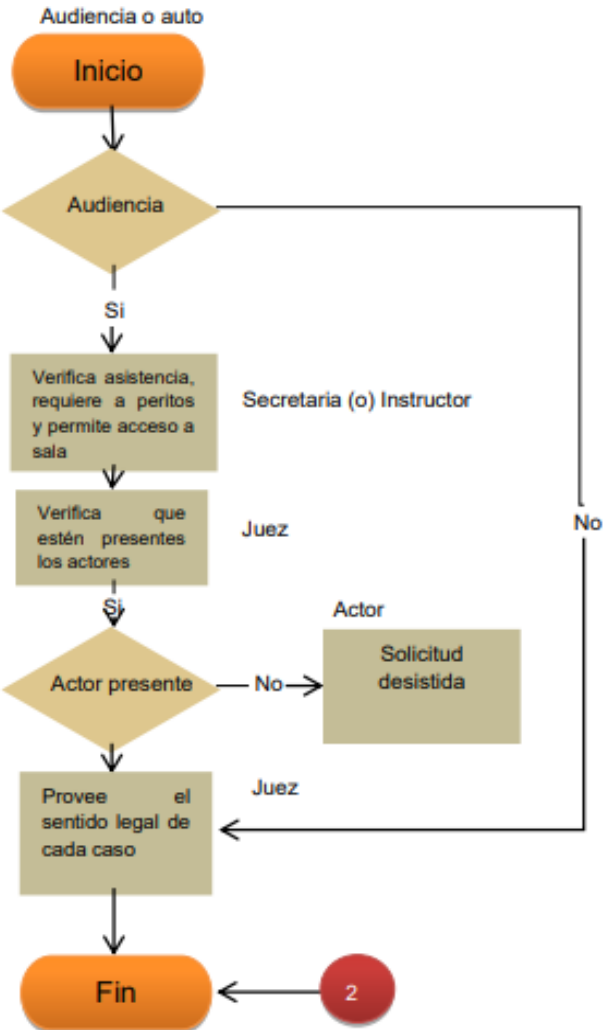 Audiencia o auto
Inicio
Audiencia
Si
Verifica asistencia,
requiere a peritos
y permite acceso a
sala
Secretaria (o) Instructor
Verifica que
estén presentes
los actores
Juez
No
Si
Actor
Actor presente
No
Solicitud
desistida
Provee el
sentido legal de
cada caso
Juez
Fin
2